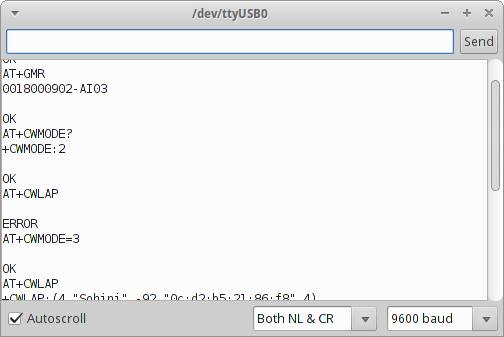 /dev/ttyUSB0
Send
OK
AT+GMR
0018000902-AI03
OK
AT+CWMODE?
+CWMODE:2
OK
AT+CWLAP
ERROR
AT+CWMODE=3
OK
AT+CWLAP
+CWLAP:(4,"Sohini",-92,"0c:d2:b5:21:86:f8",4)
Autoscroll
Both NL & CR
9600 baud